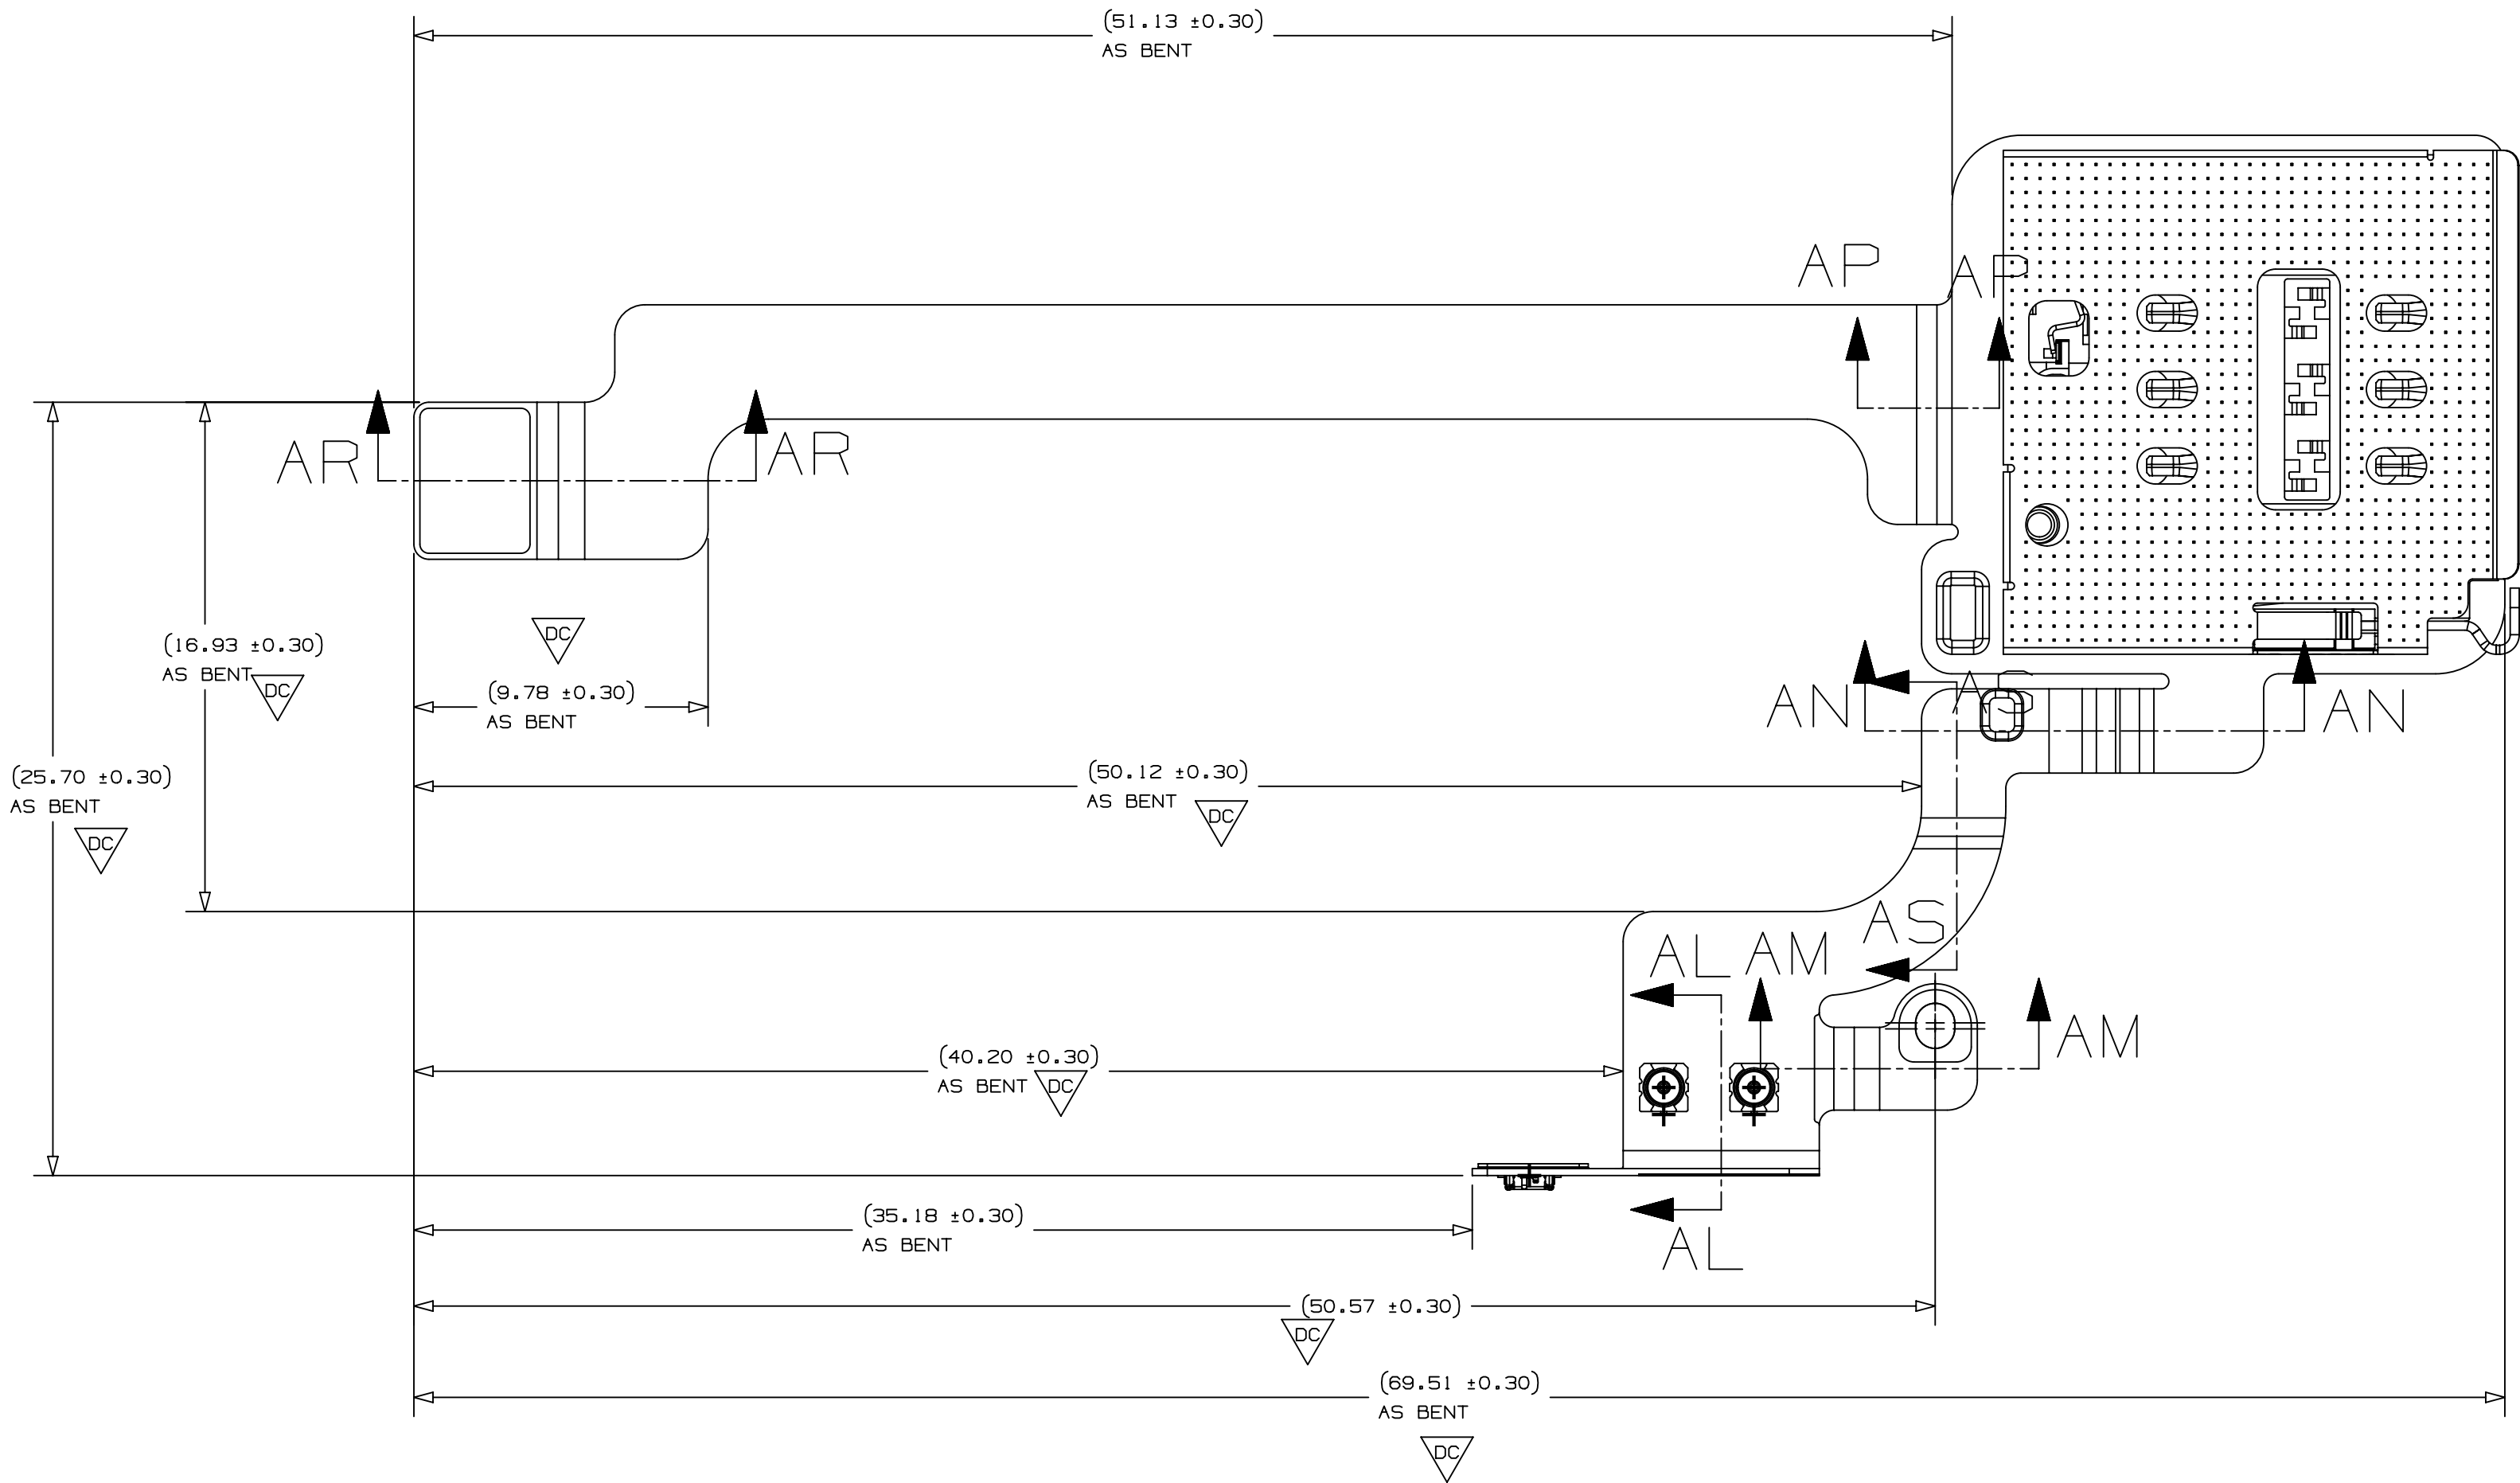 (51.13 ±0.30)
AS BENT
AP
AP
AR
AR
DC
(16.93 ±0.30)
AS BENT
DC
(9.78 ±0.30)
AS BENT
AN
AN
(25.70 ±0.30)
AS BENT
DC
(50.12 ±0.30)
AS BENT
DC
AS
AL
AM
AM
(40.20 ±0.30)
AS BENT
DC
(35.18 ±0.30)
AS BENT
AL
(50.57 ±0.30)
DC
(69.51 ±0.30)
AS BENT
DC